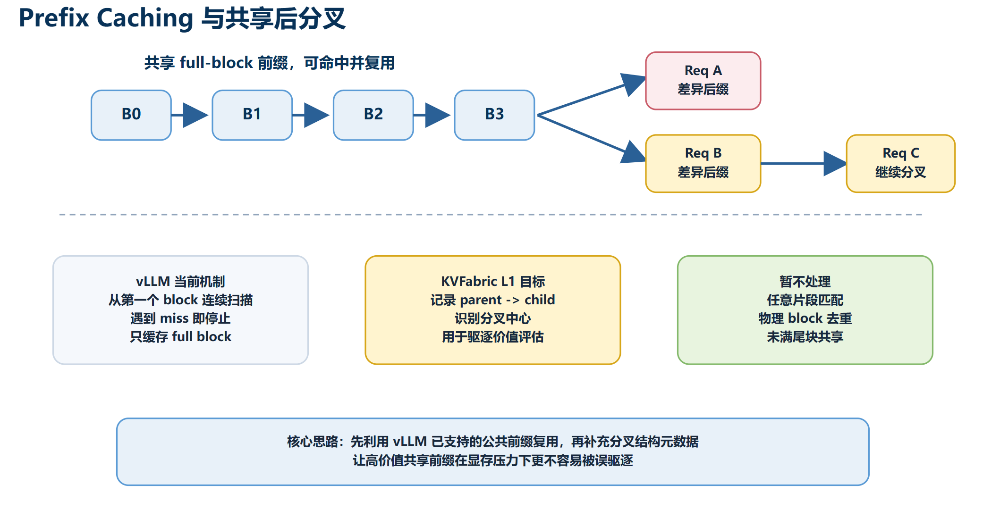 Prefix Caching 与共享后分叉
共享 full-block 前缀，可命中并复用
B0
B1
B2
B3
Req A
差异后缀
Req B
差异后缀
Req C
继续分叉
vLLM 当前机制
从第一个 block 连续扫描
遇到 miss 即停止
只缓存 full block
KVFabric L1 目标
记录 parent -> child
识别分叉中心
用于驱逐价值评估
暂不处理
任意片段匹配
物理 block 去重
未满尾块共享
核心思路：先利用 vLLM 已支持的公共前缀复用，再补充分叉结构元数据
让高价值共享前缀在显存压力下更不容易被误驱逐